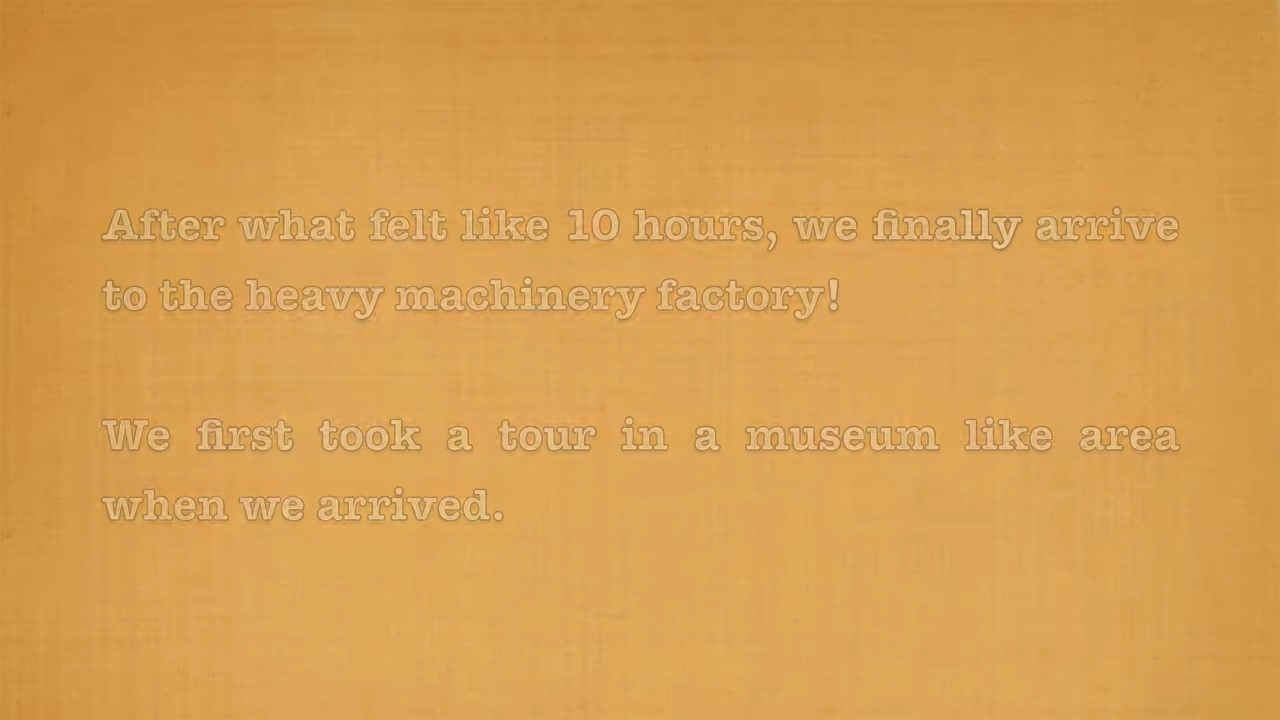 After what felt like 10 hours, we finally arrive
to the heavy machinery factory!
We first took a tour in a museum like area
when we arrived.